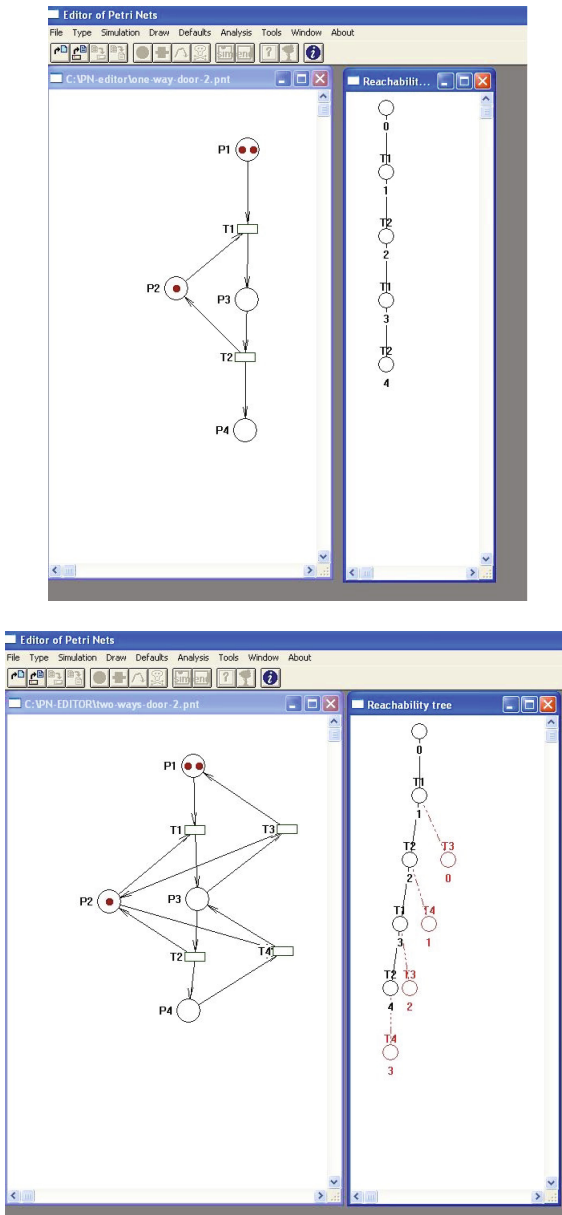 Editor of Petri Nets
File Type Simulation Draw Defaults Analysis Tools Window About
C:\PN-editor\one-way-door-2.pnt
Reachabilit...
P1
T1
P2
P3
T2
P4
0
T1
1
T2
2
T1
3
T2
4
Editor of Petri Nets
File Type Simulation Draw Defaults Analysis Tools Window About
C:\PN-EDITOR\two-ways-door-2.pnt
Reachability tree
P1
T1 T3
P2 P3
T2 T4
P4
0
T1
1
T2 T3
2 0
T1 T4
3 1
T2 T3
4 2
T4
3